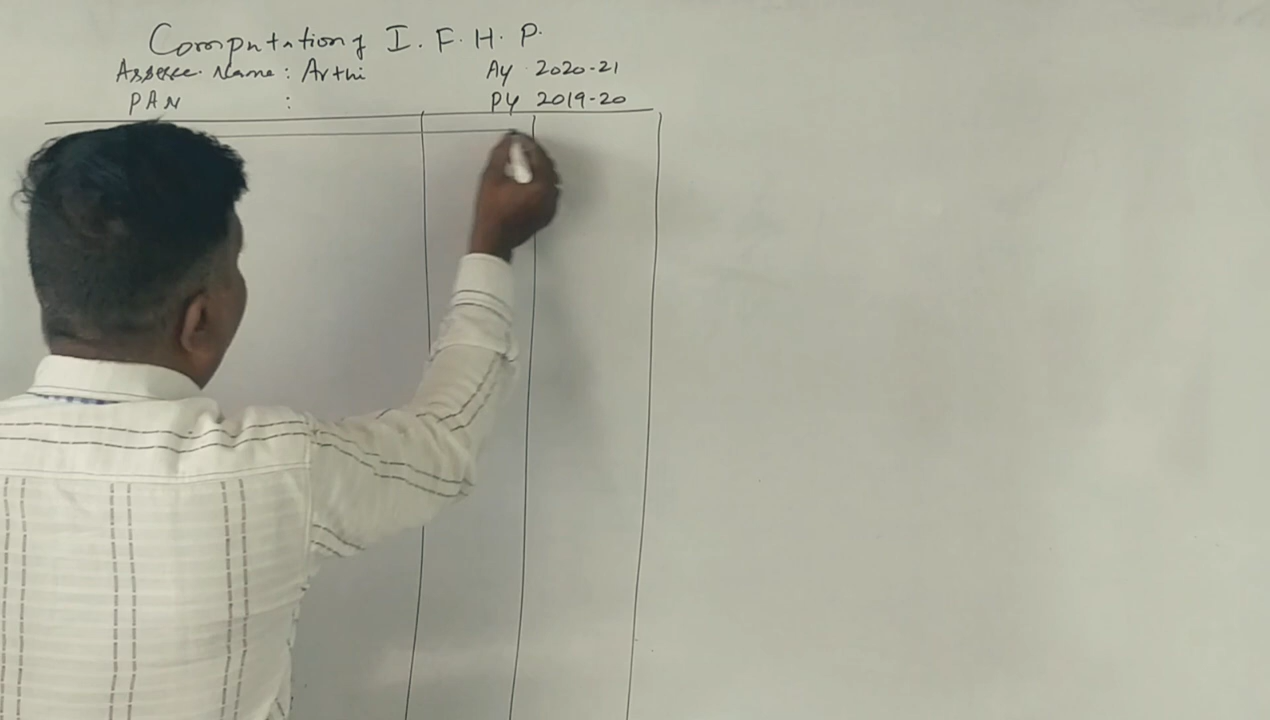 Computation of I. F. H. P.
Assesee. Name : Arthi AY 2020-21
PAN : PY 2019-20